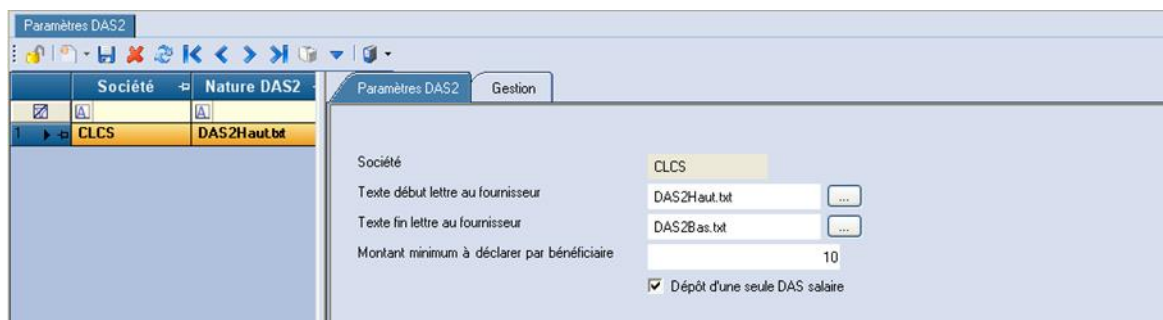 Paramètres DAS2
Société Nature DAS2
1 CLCS DAS2Haut.txt
Paramètres DAS2 Gestion
Société CLCS
Texte début lettre au fournisseur DAS2Haut.txt ...
Texte fin lettre au fournisseur DAS2Bas.txt ...
Montant minimum à déclarer par bénéficiaire 10
Dépôt d'une seule DAS salaire